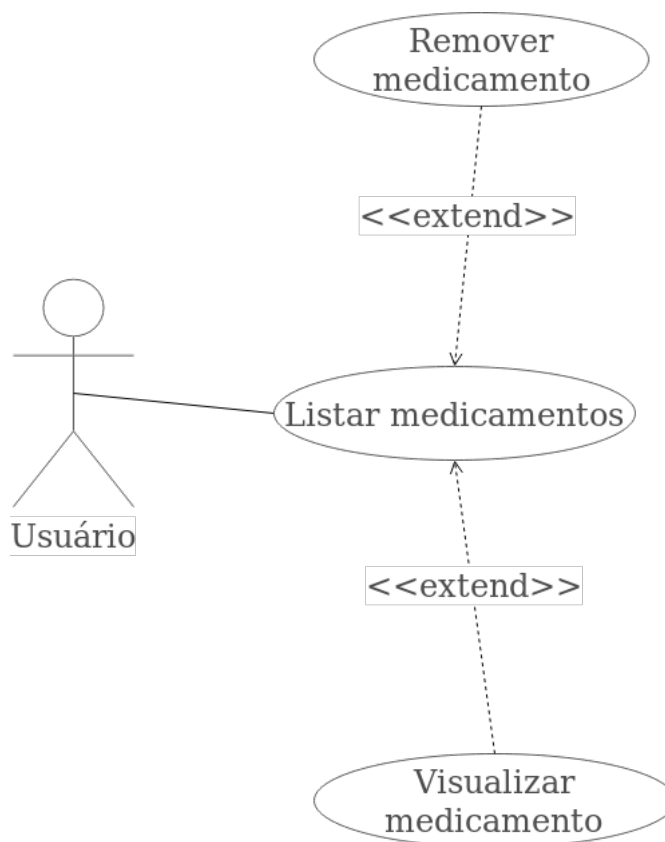 Remover
medicamento
<<extend>>
Listar medicamentos
Usuário
<<extend>>
Visualizar
medicamento